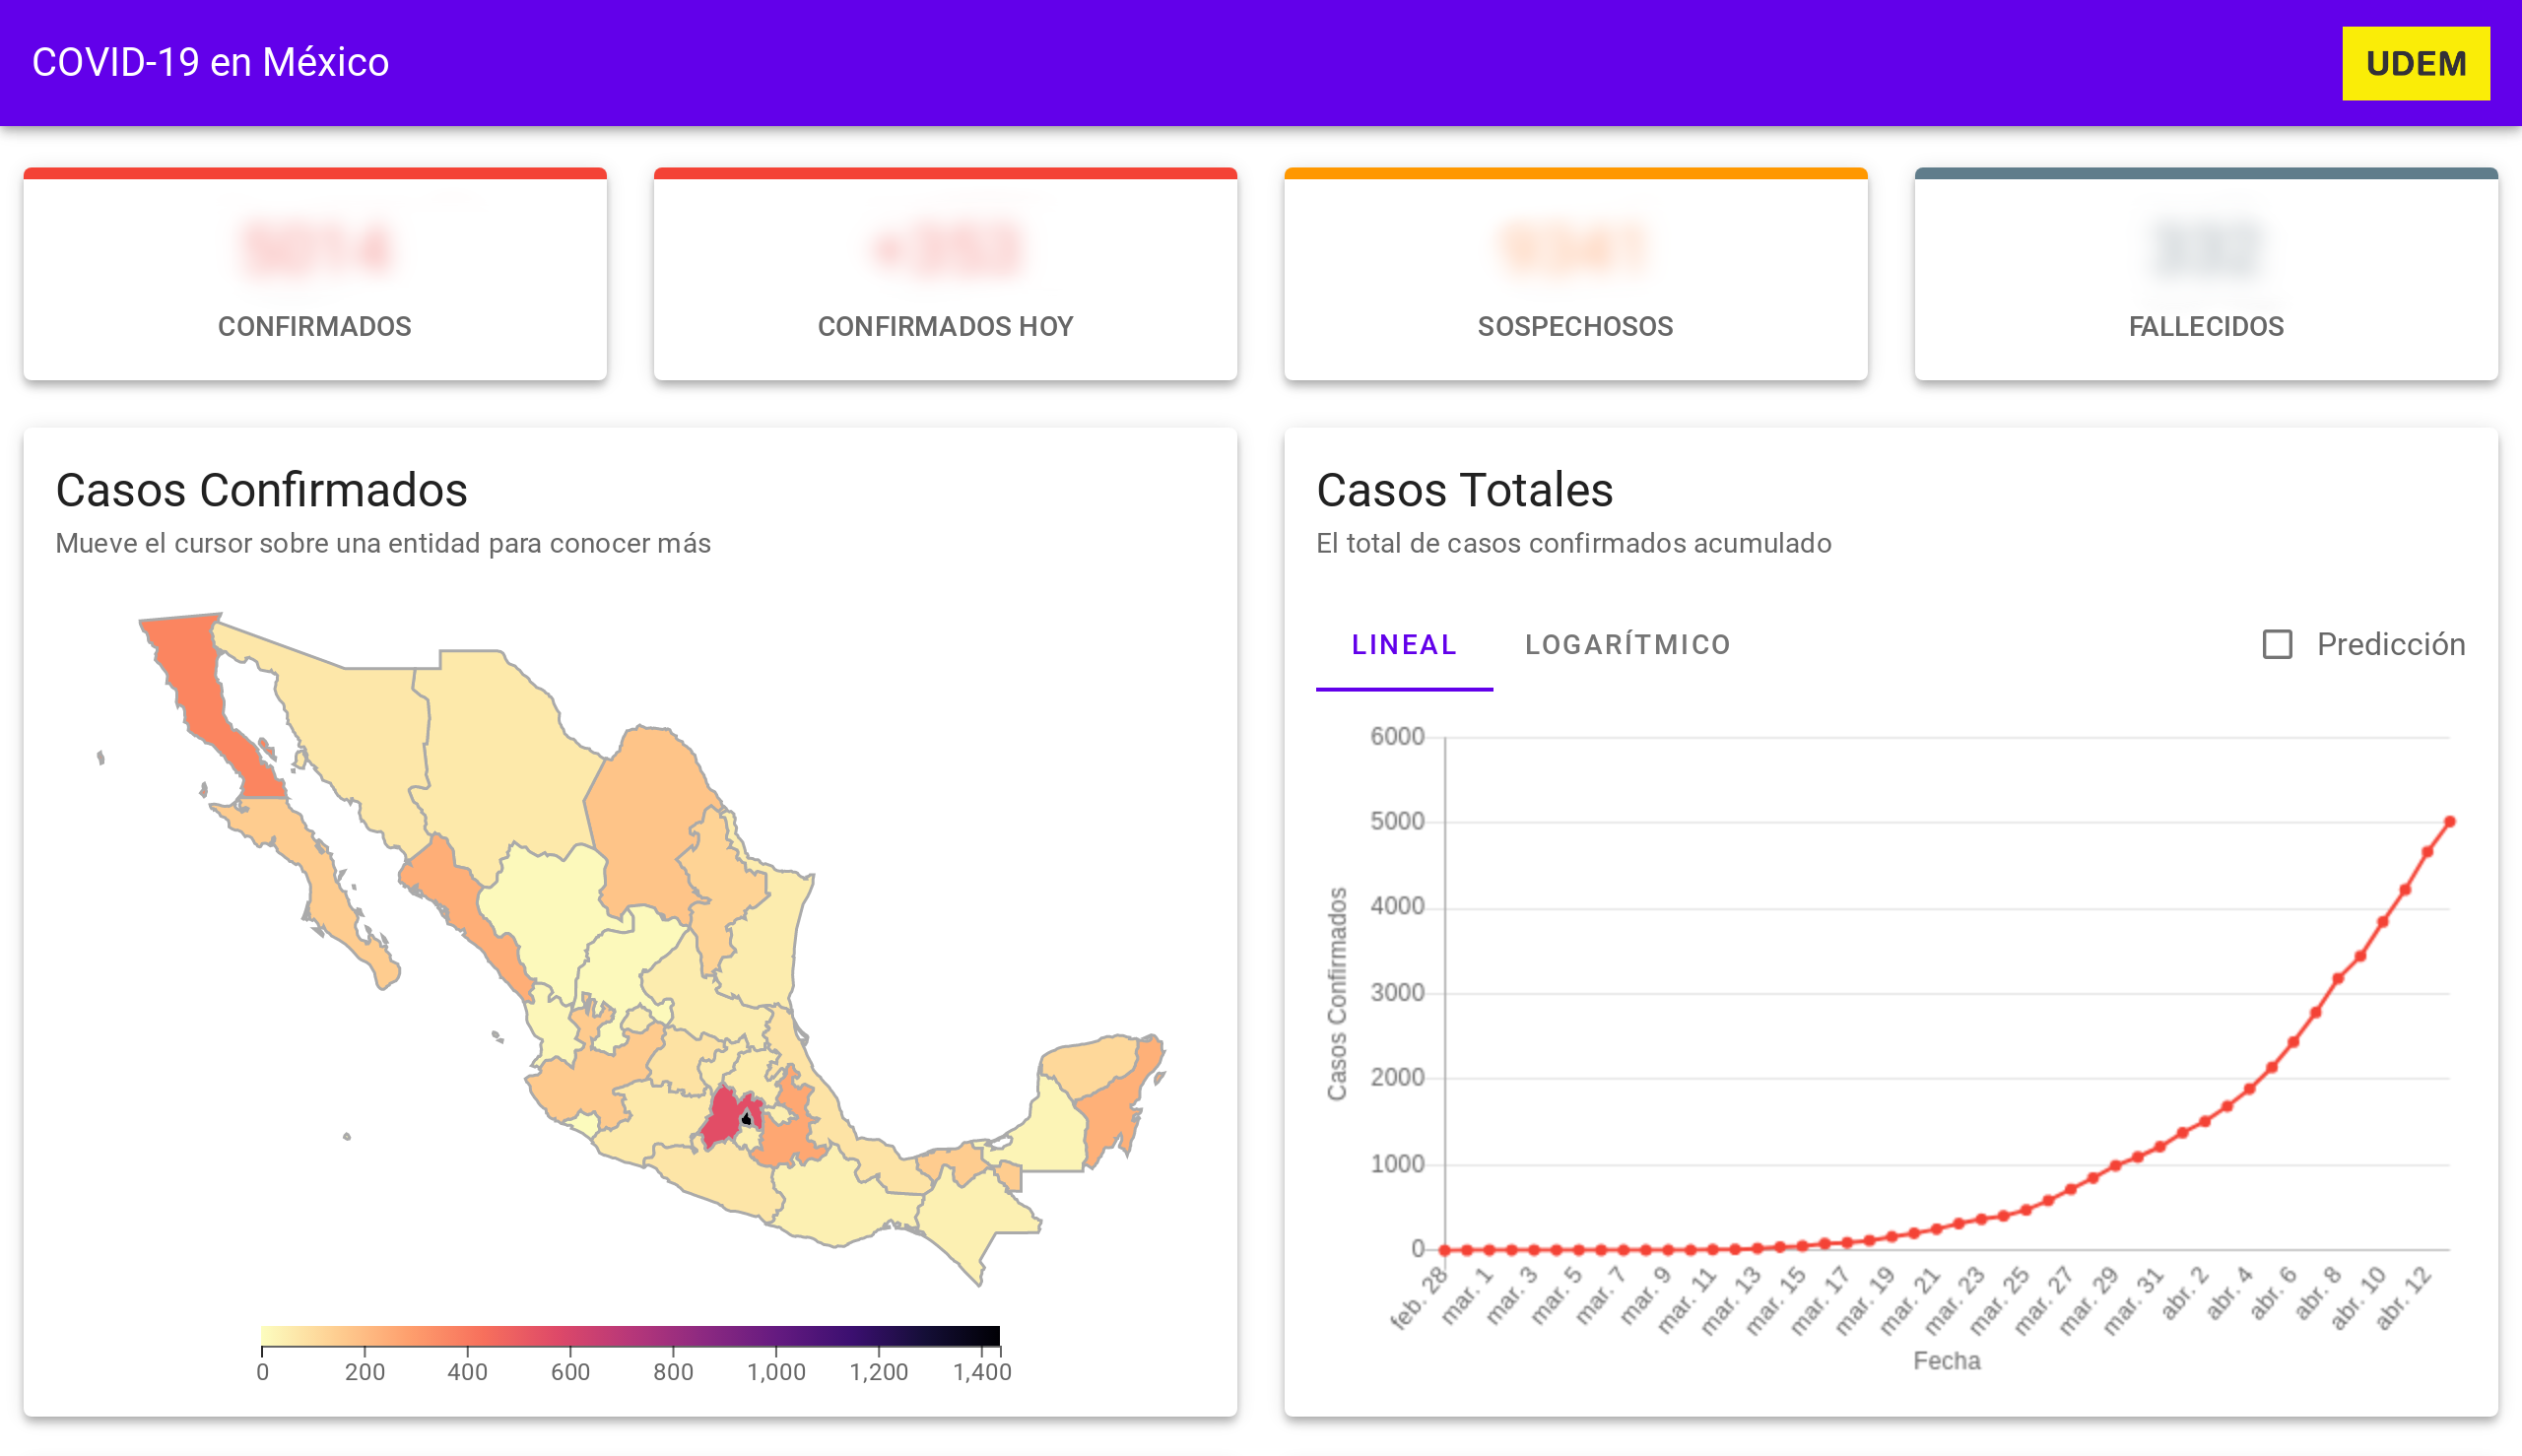 COVID-19 en México
UDEM
CONFIRMADOS
CONFIRMADOS HOY
SOSPECHOSOS
FALLECIDOS
Casos Confirmados
Mueve el cursor sobre una entidad para conocer más
0 200 400 600 800 1,000 1,200 1,400
Casos Totales
El total de casos confirmados acumulado
LINEAL LOGARÍTMICO Predicción
Casos Confirmados
6000
5000
4000
3000
2000
1000
0
feb. 28 mar. 1 mar. 3 mar. 5 mar. 7 mar. 9 mar. 11 mar. 13 mar. 15 mar. 17 mar. 19 mar. 21 mar. 23 mar. 25 mar. 27 mar. 29 mar. 31 abr. 2 abr. 4 abr. 6 abr. 8 abr. 10 abr. 12
Fecha